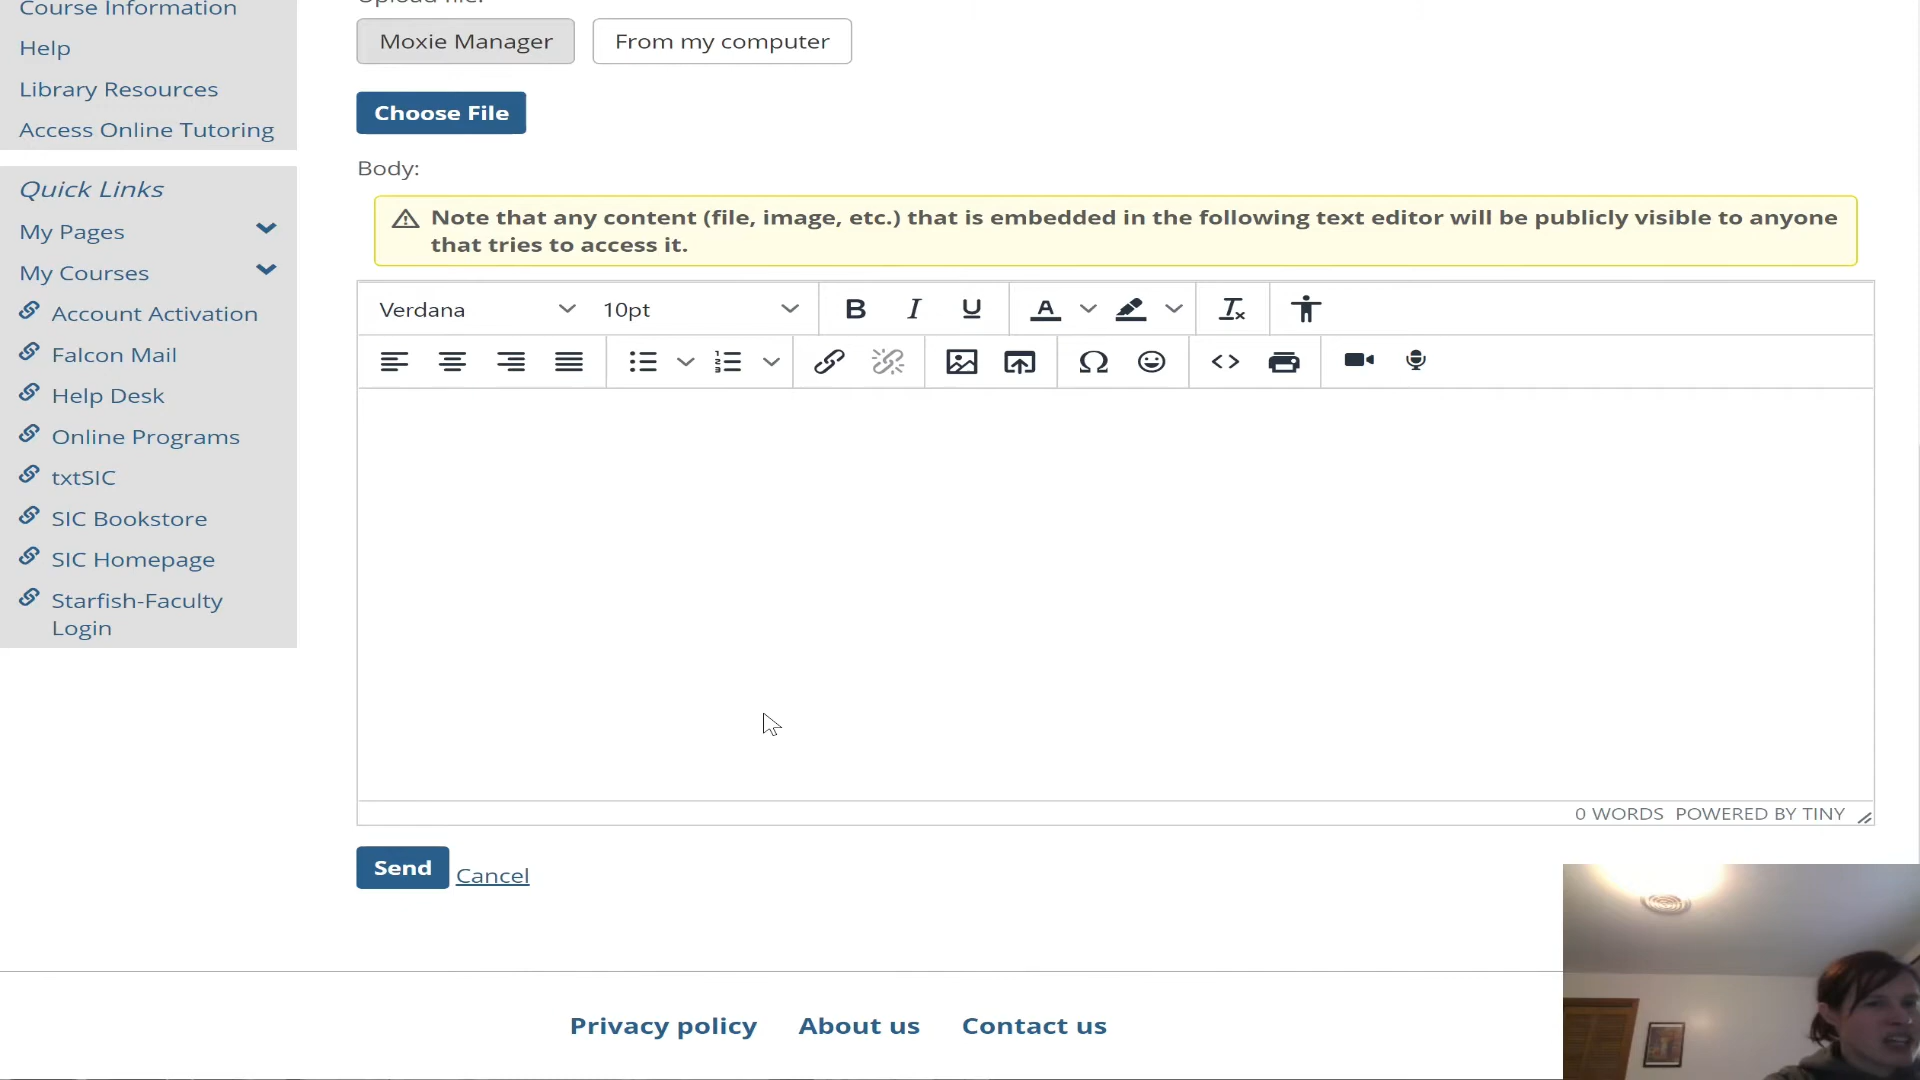 Course Information
Help
Library Resources
Access Online Tutoring
Quick Links
My Pages
My Courses
Account Activation
Falcon Mail
Help Desk
Online Programs
txtSIC
SIC Bookstore
SIC Homepage
Starfish-Faculty
Login
Upload file:
Moxie Manager
From my computer
Choose File
Body:
Note that any content (file, image, etc.) that is embedded in the following text editor will be publicly visible to anyone
that tries to access it.
Verdana
10pt
0 WORDS POWERED BY TINY
Send
Cancel
Privacy policy
About us
Contact us